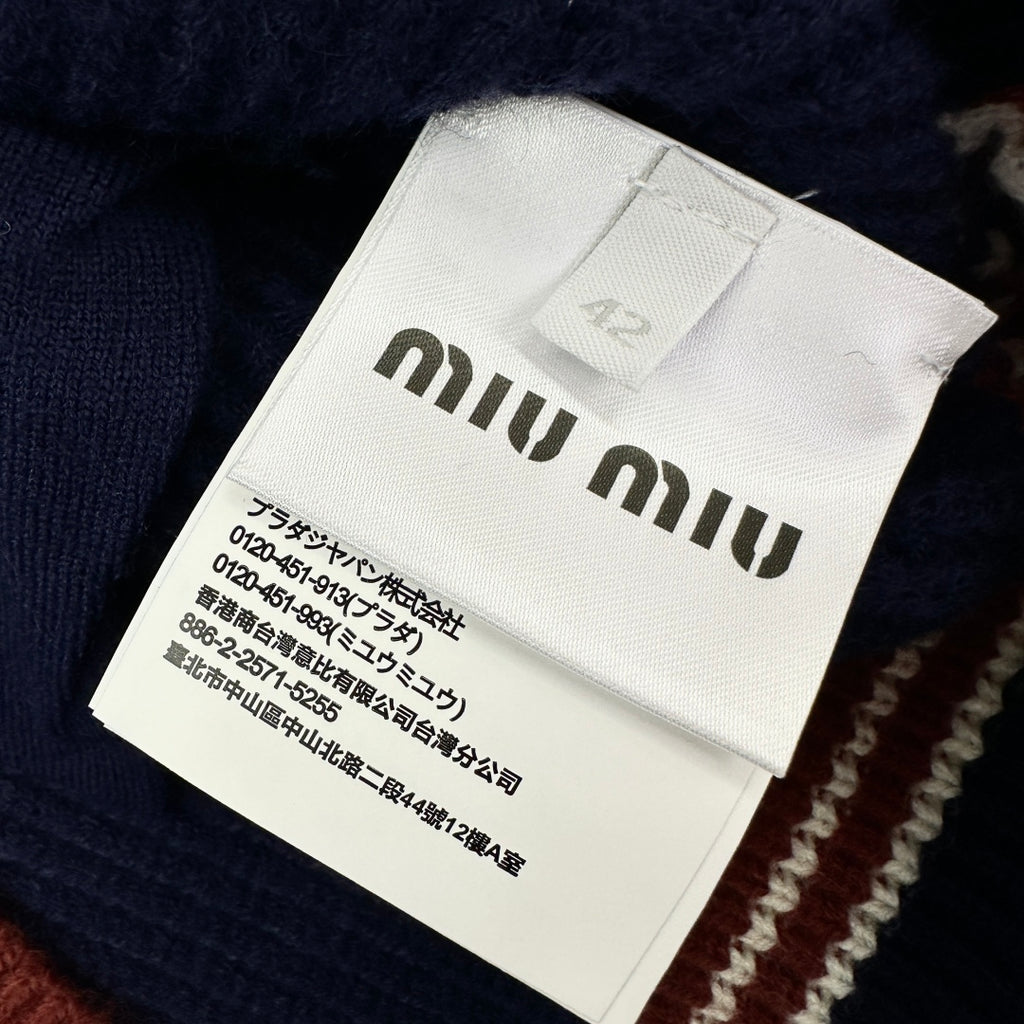 42
miu miu
プラダジャパン株式会社
0120-451-913(プラダ)
0120-451-993(ミュウミュウ)
香港商台灣意比有限公司台灣分公司
886-2-2571-5255
臺北市中山區中山北路二段44號12樓A室